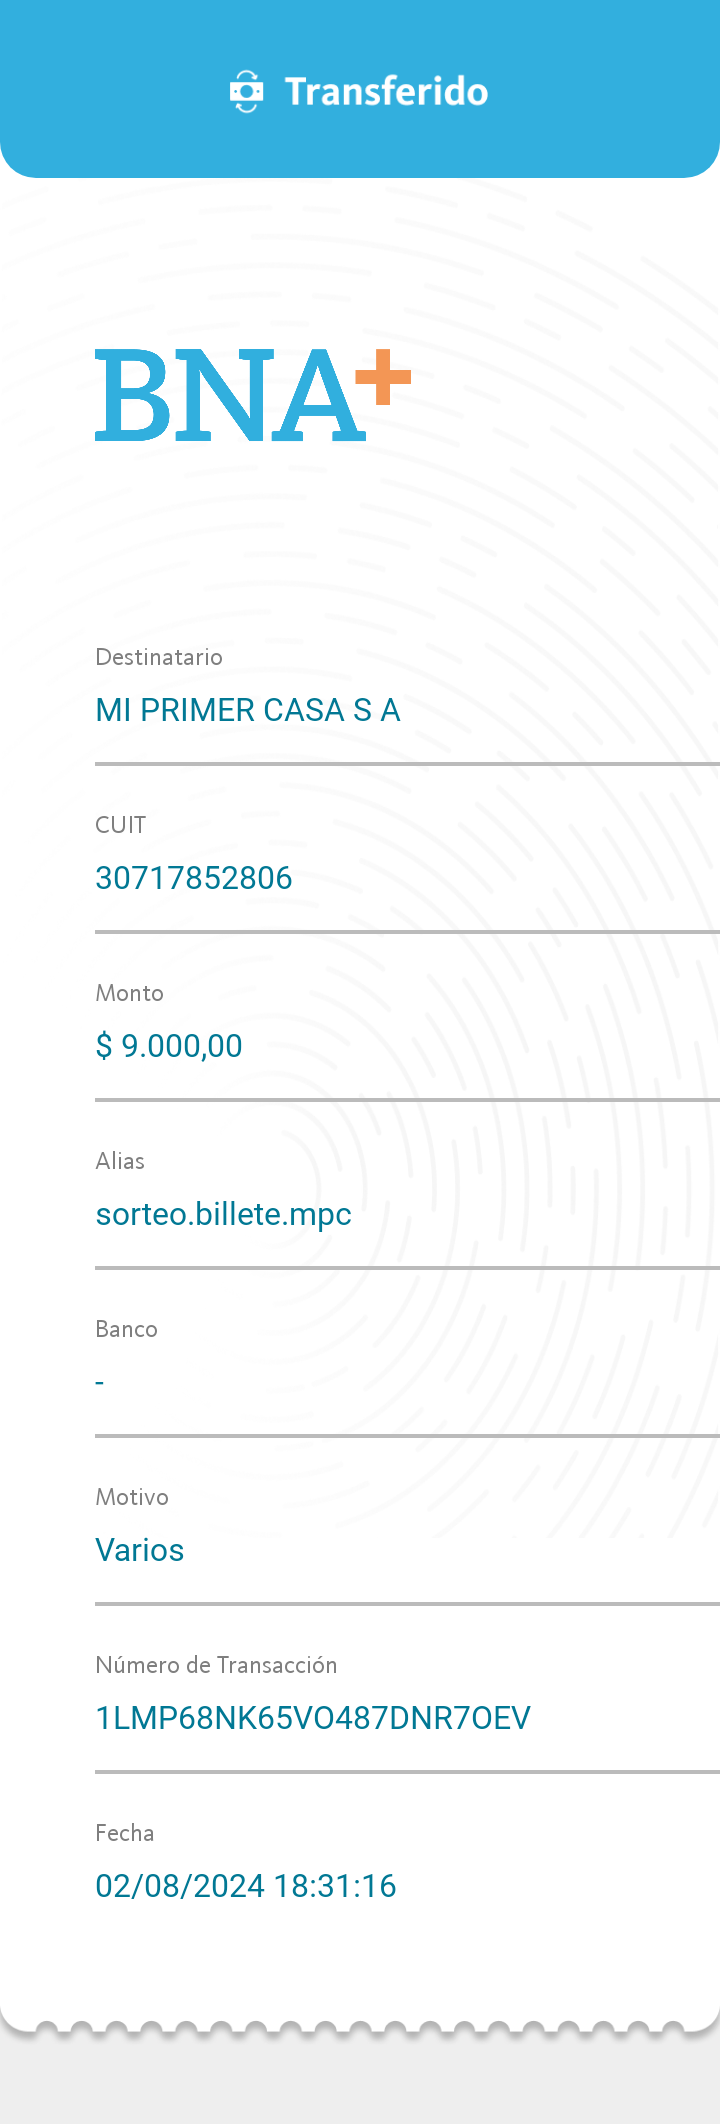 Transferido
BNA+
Destinatario
MI PRIMER CASA S A
CUIT
30717852806
Monto
$ 9.000,00
Alias
sorteo.billete.mpc
Banco
-
Motivo
Varios
Número de Transacción
1LMP68NK65VO487DNR7OEV
Fecha
02/08/2024 18:31:16